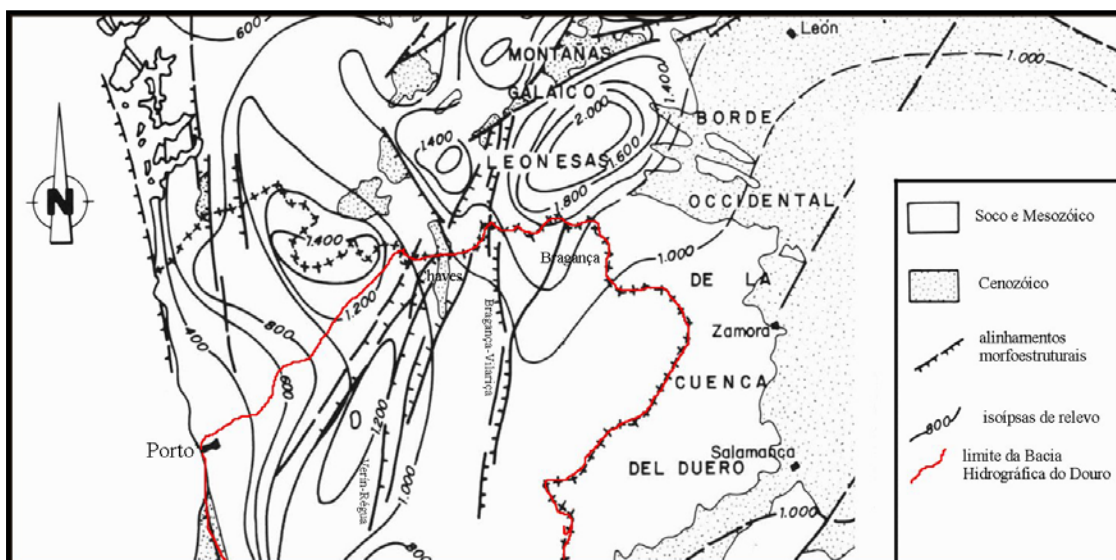 600
León
MONTAÑAS
GALAICO
LEONESAS
1.000
1.400
2.000
1.600
1.800
1.400
BORDE
OCCIDENTAL
N
1.400
1.200
Chaves
Bragança
1.000
DE LA
400
800
600
Bragança-Vilariça
Zamora
CUENCA
1.200
Porto
Verín-Régua
1.000
Salamança
DEL DUERO
800
1.000
Soco e Mesozóico
Cenozóico
alinhamentos
morfoestruturais
800
isoípsas de relevo
limite da Bacia
Hidrográfica do Douro